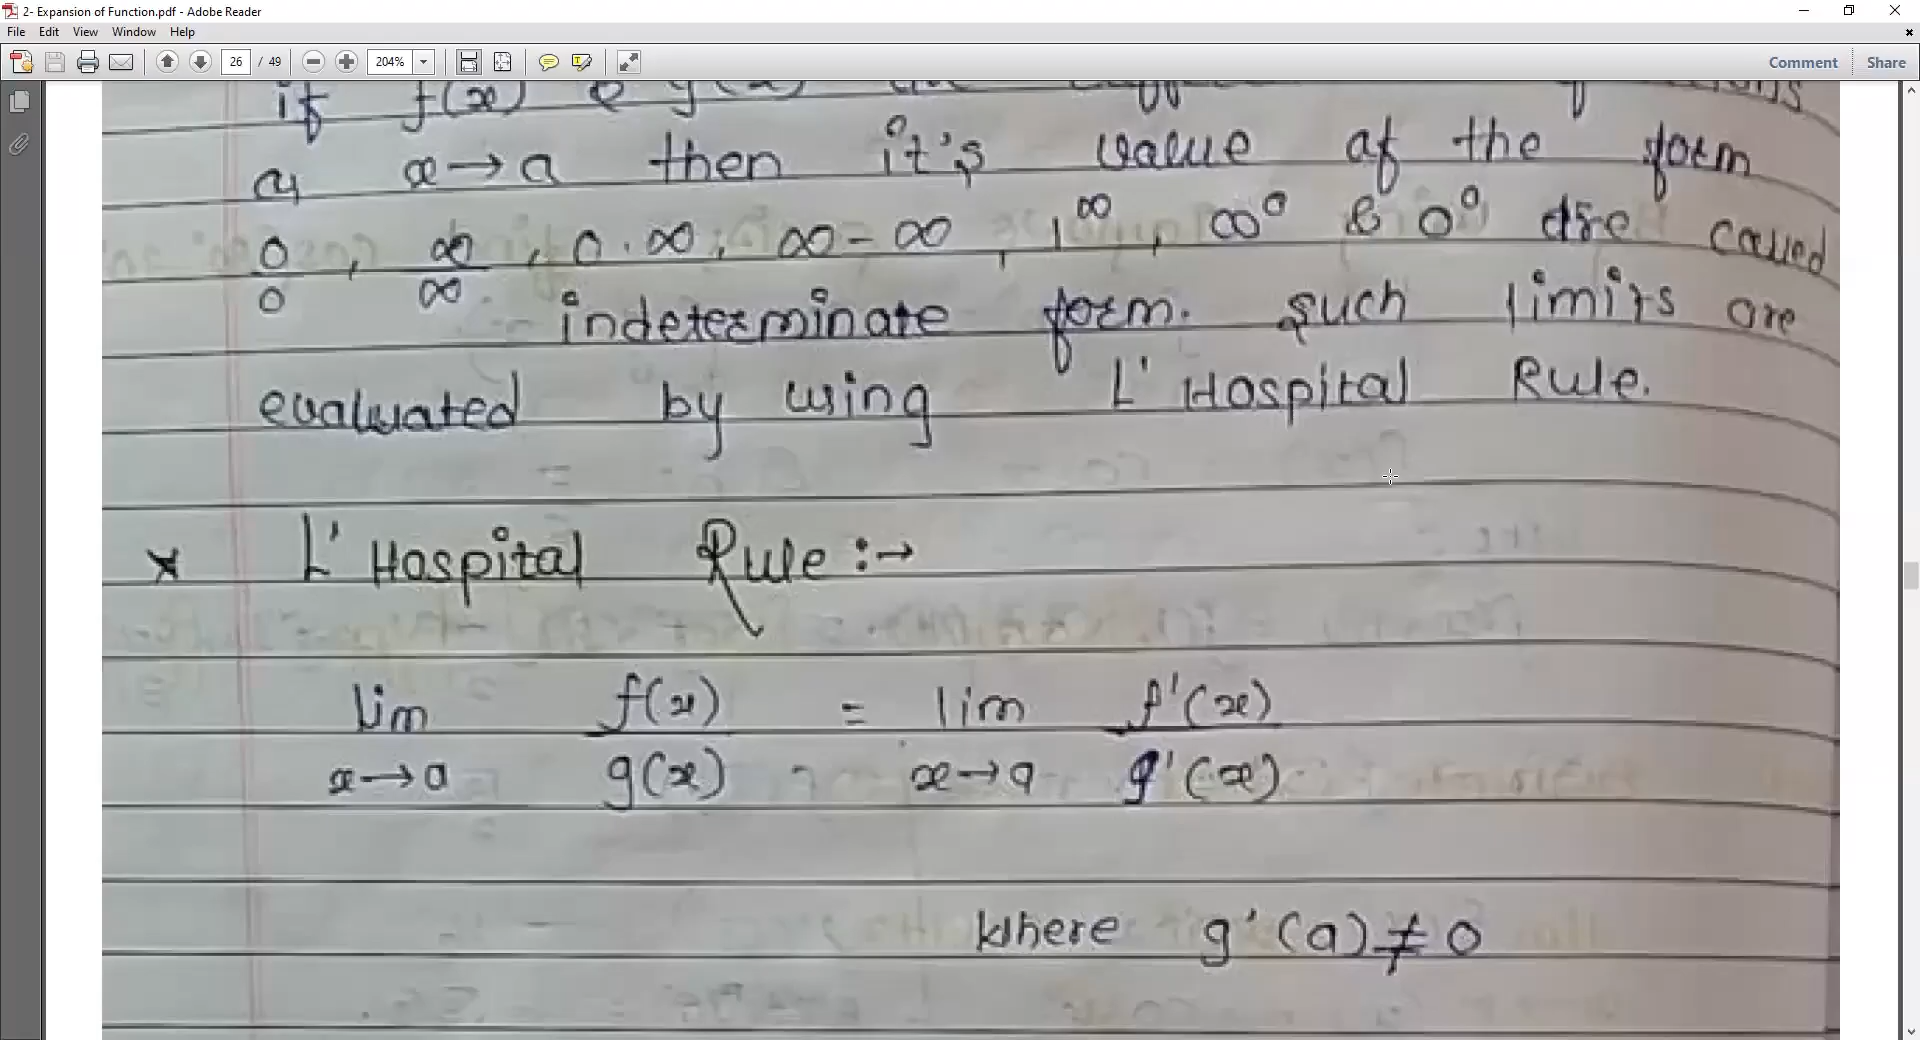 2- Expansion of Function.pdf - Adobe Reader
File Edit View Window Help
26 / 49 204% Comment Share
if f(x) & g(x)
as x→a then it's value of the form
0/0, ∞/∞, 0·∞, ∞-∞, 1^∞, ∞^0 & 0^0 are called
indeterminate form. such limits are
evaluated by using L'Hospital Rule.
* L'Hospital Rule :→
lim x→a f(x)/g(x) = lim x→a f'(x)/g'(x)
Where g'(a) ≠ 0